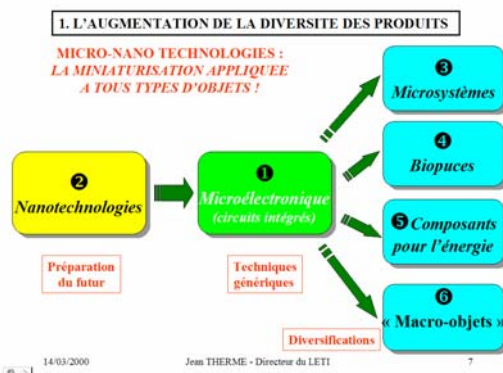 1. L'AUGMENTATION DE LA DIVERSITE DES PRODUITS
MICRO-NANO TECHNOLOGIES :
LA MINIATURISATION APPLIQUEE
A TOUS TYPES D'OBJETS !
❷
Nanotechnologies
Préparation
du futur
❶
Microélectronique
(circuits intégrés)
Techniques
génériques
❸
Microsystèmes
❹
Biopuces
❺ Composants
pour l'énergie
❻
« Macro-objets »
Diversifications
14/03/2000
Jean THERME - Directeur du LETI
7